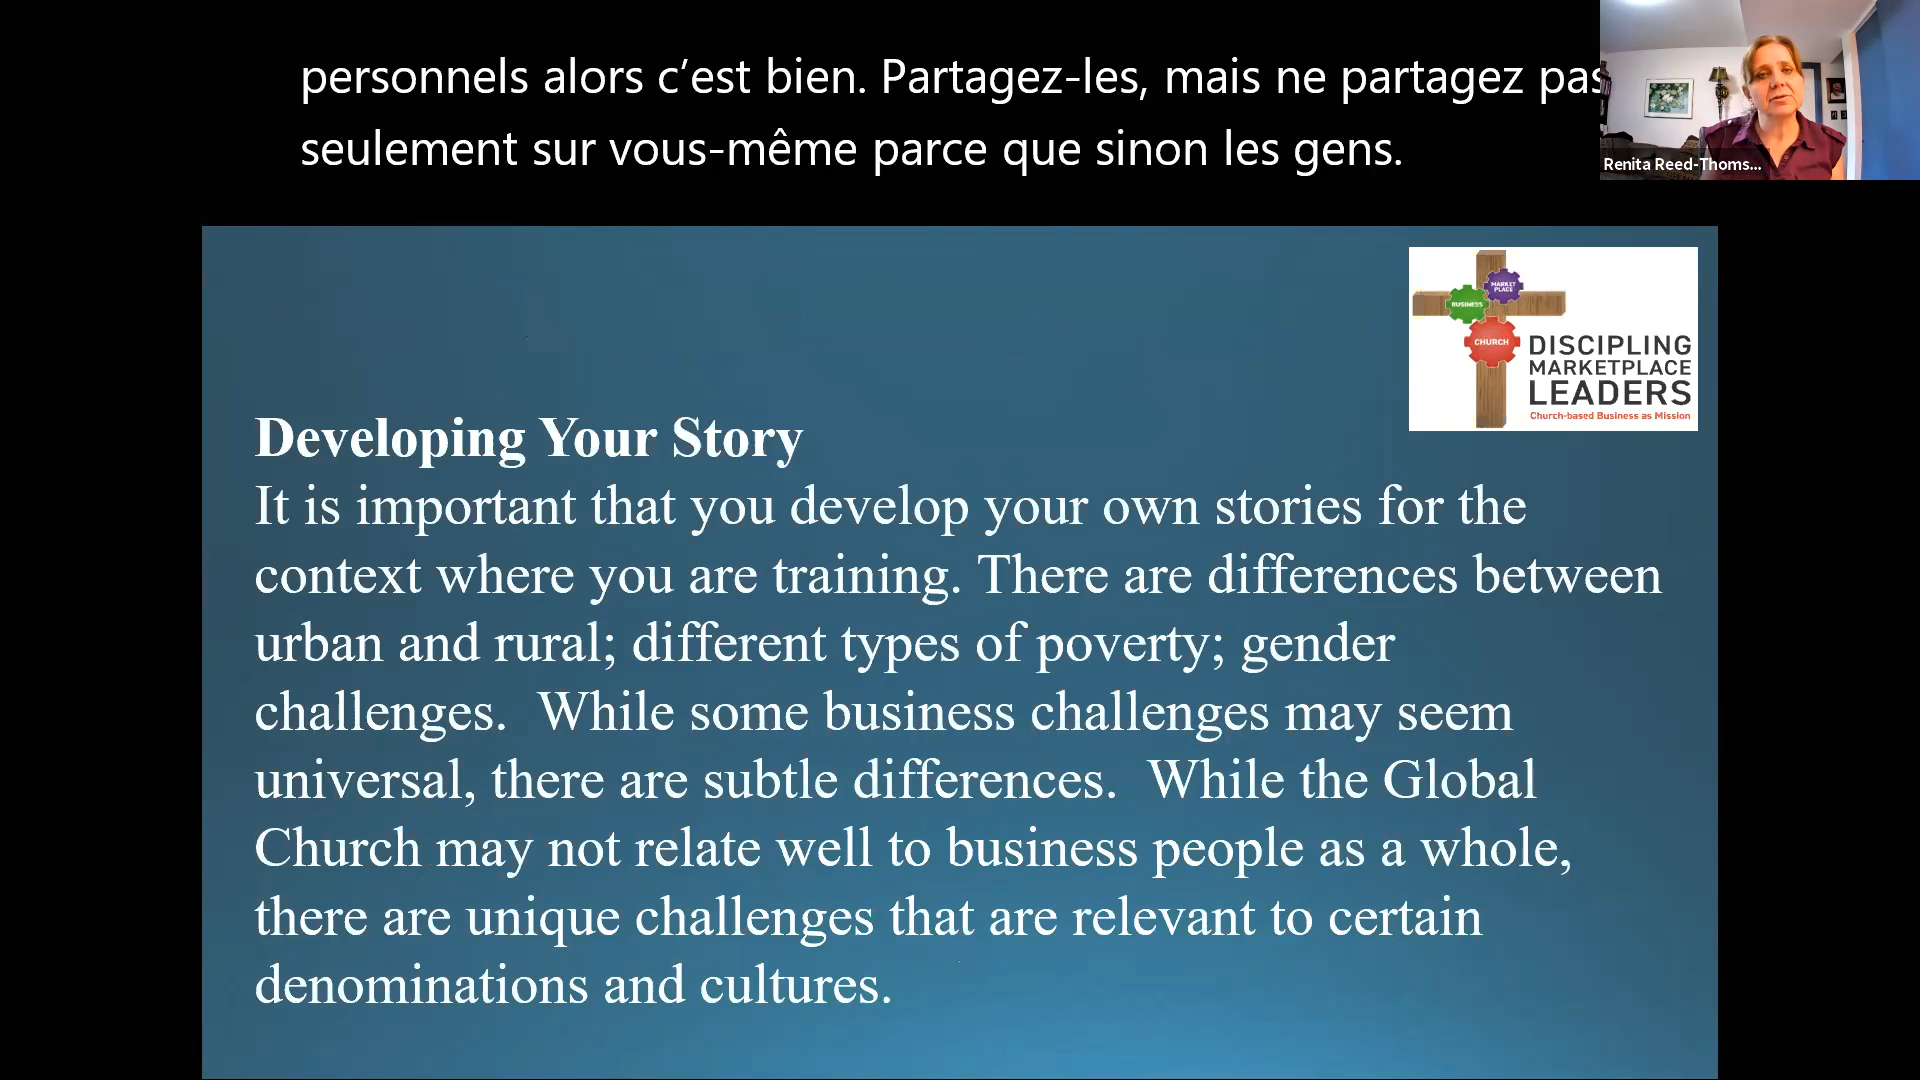 personnels alors c’est bien. Partagez-les, mais ne partagez pas
seulement sur vous-même parce que sinon les gens.
Renita Reed-Thoms...
MARKET
PLACE
BUSINESS
CHURCH
DISCIPLING
MARKETPLACE
LEADERS
Church-based Business as Mission
Developing Your Story
It is important that you develop your own stories for the
context where you are training. There are differences between
urban and rural; different types of poverty; gender
challenges.  While some business challenges may seem
universal, there are subtle differences.  While the Global
Church may not relate well to business people as a whole,
there are unique challenges that are relevant to certain
denominations and cultures.